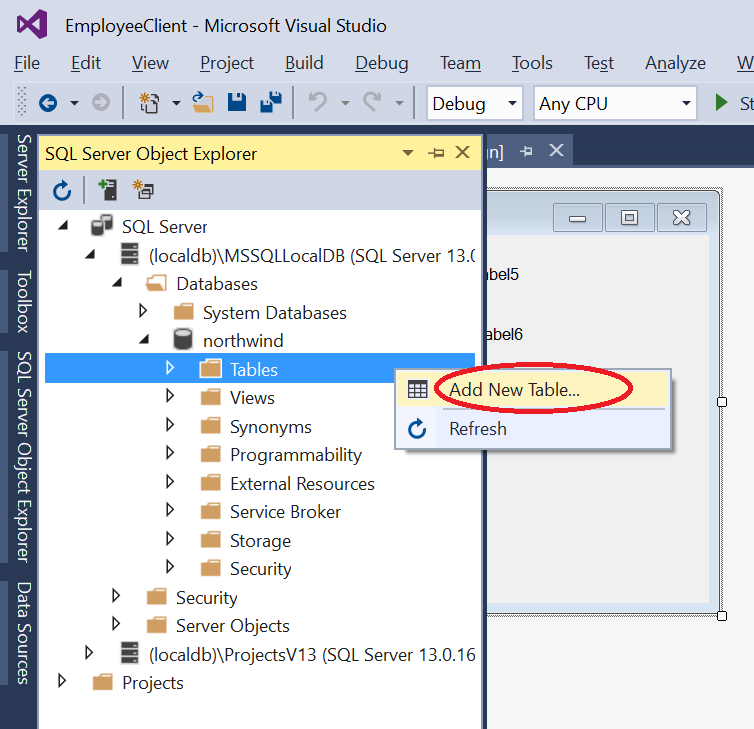 EmployeeClient - Microsoft Visual Studio
File Edit View Project Build Debug Team Tools Test Analyze W
Debug Any CPU St
Server Explorer
Toolbox
SQL Server Object Explorer
Data Sources
SQL Server Object Explorer
gn]
SQL Server
(localdb)\MSSQLLocalDB (SQL Server 13.0
Databases
System Databases
northwind
Tables
Views
Synonyms
Programmability
External Resources
Service Broker
Storage
Security
Security
Server Objects
(localdb)\ProjectsV13 (SQL Server 13.0.16
Projects
abel5
abel6
Add New Table...
Refresh